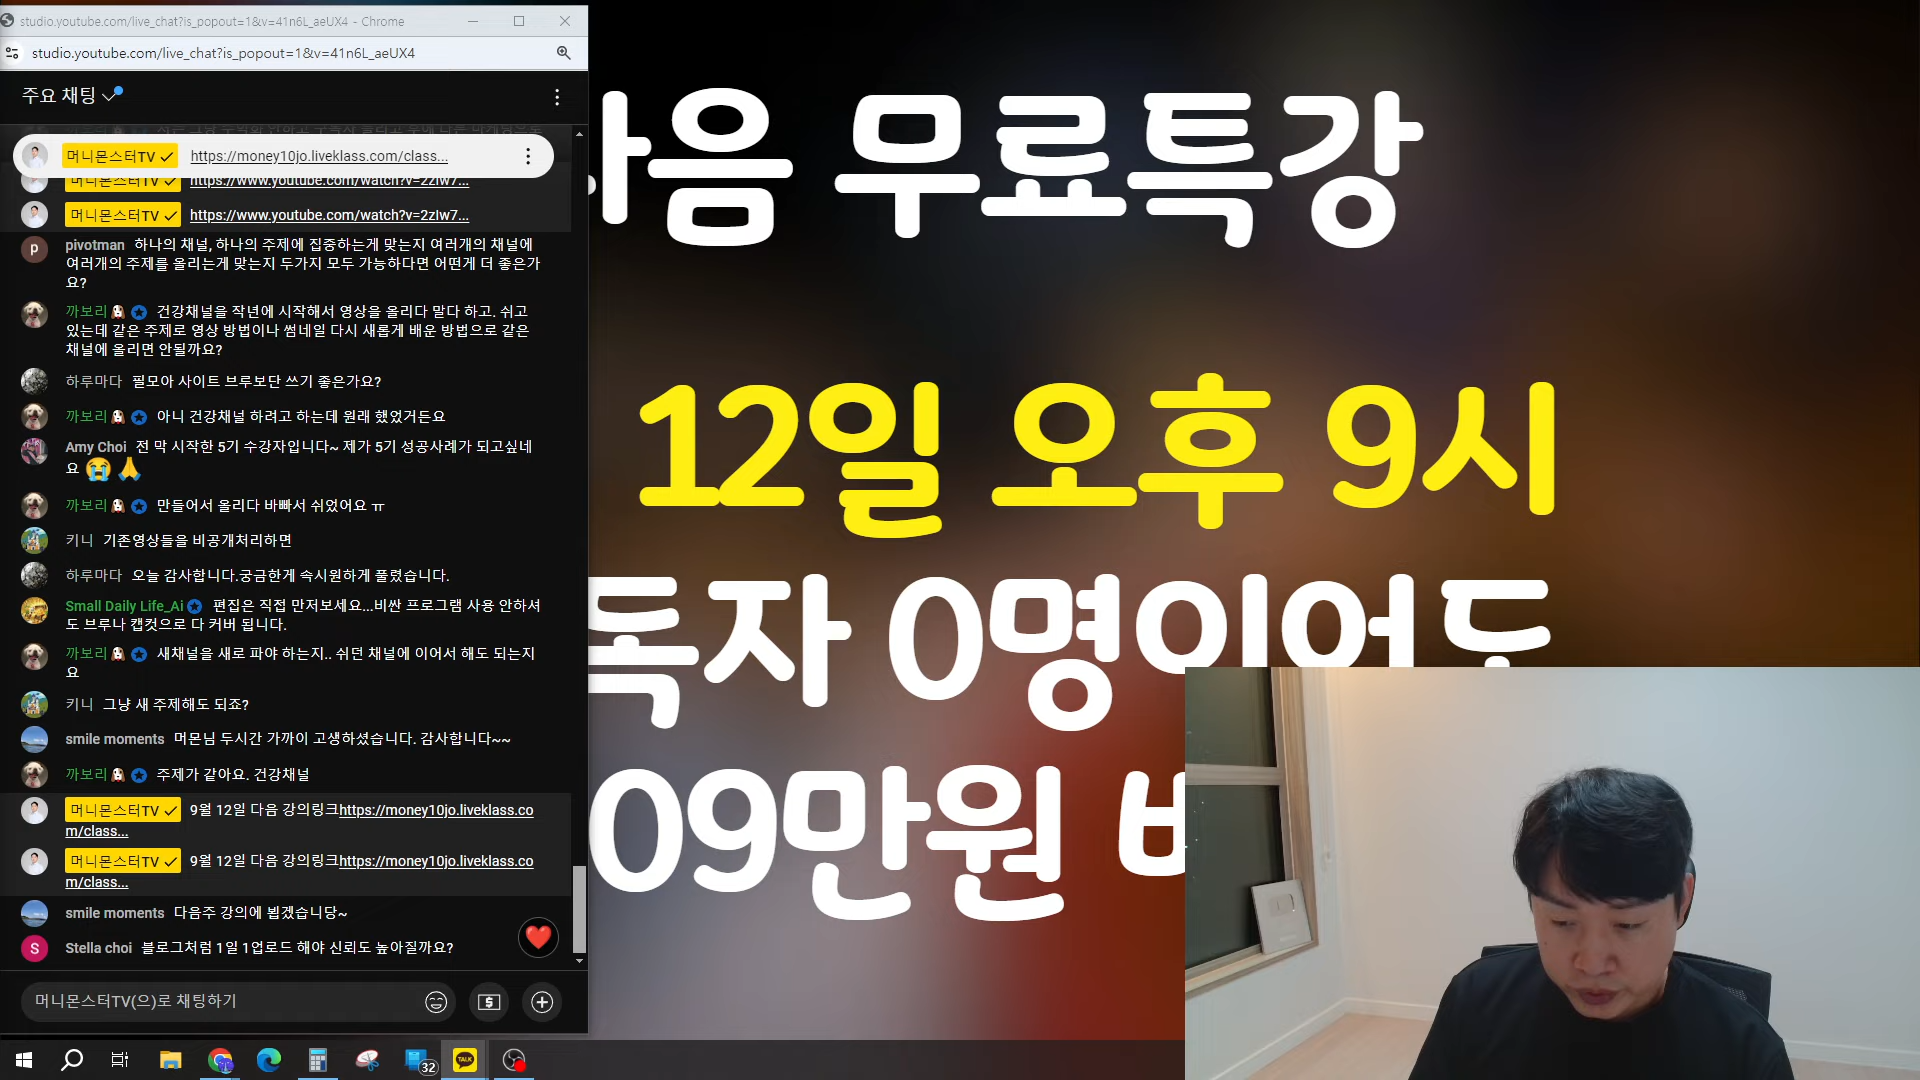 studio.youtube.com/live_chat?is_popout=1&v=41n6L_aeUX4 - Chrome
studio.youtube.com/live_chat?is_popout=1&v=41n6L_aeUX4
주요 채팅
머니몬스터TV https://money10jo.liveklass.com/class...
머니몬스터TV https://www.youtube.com/watch?v=2zlw7...
머니몬스터TV https://www.youtube.com/watch?v=2zlw7...
P pivotman 하나의 채널, 하나의 주제에 집중하는게 맞는지 여러개의 채널에
여러개의 주제를 올리는게 맞는지 두가지 모두 가능하다면 어떤게 더 좋은가
요?
까보리 건강채널을 작년에 시작해서 영상을 올리다 말다 하고. 쉬고
있는데 같은 주제로 영상 방법이나 썸네일 다시 새롭게 배운 방법으로 같은
채널에 올리면 안될까요?
하루마다 필모아 사이트 브루보단 쓰기 좋은가요?
까보리 아니 건강채널 하려고 하는데 원래 했었거든요
Amy Choi 전 막 시작한 5기 수강자입니다~ 제가 5기 성공사례가 되고싶네
요 😭 🙏
까보리 만들어서 올리다 바빠서 쉬었어요 ㅠ
키니 기존영상들을 비공개처리하면
하루마다 오늘 감사합니다.궁금한게 속시원하게 풀렸습니다.
Small Daily Life_Ai 편집은 직접 만저보세요...비싼 프로그램 사용 안하셔
도 브루나 캡컷으로 다 커버 됩니다.
까보리 새채널을 새로 파야 하는지.. 쉬던 채널에 이어서 해도 되는지
요
키니 그냥 새 주제해도 되죠?
smile moments 머몬님 두시간 가까이 고생하셨습니다. 감사합니다~~
까보리 주제가 같아요. 건강채널
머니몬스터TV 9월 12일 다음 강의링크https://money10jo.liveklass.co
m/class...
머니몬스터TV 9월 12일 다음 강의링크https://money10jo.liveklass.co
m/class...
smile moments 다음주 강의에 뵙겠습니당~
S Stella choi 블로그처럼 1일 1업로드 해야 신뢰도 높아질까요?
머니몬스터TV(으)로 채팅하기
다음 무료특강
12일 오후 9시
독자 0명이어도
09만원
TALK
32